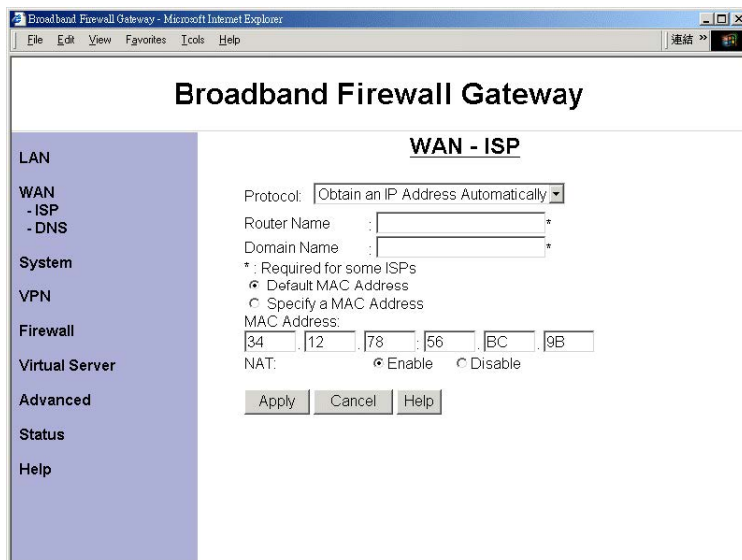 Broadband Firewall Gateway - Microsoft Internet Explorer
File Edit View Favorites Tools Help
連結 »
Broadband Firewall Gateway
LAN
WAN
- ISP
- DNS
System
VPN
Firewall
Virtual Server
Advanced
Status
Help
WAN - ISP
Protocol: Obtain an IP Address Automatically
Router Name : *
Domain Name : *
* : Required for some ISPs
Default MAC Address
Specify a MAC Address
MAC Address:
34 . 12 . 78 : 56 . BC . 9B
NAT: Enable Disable
Apply Cancel Help